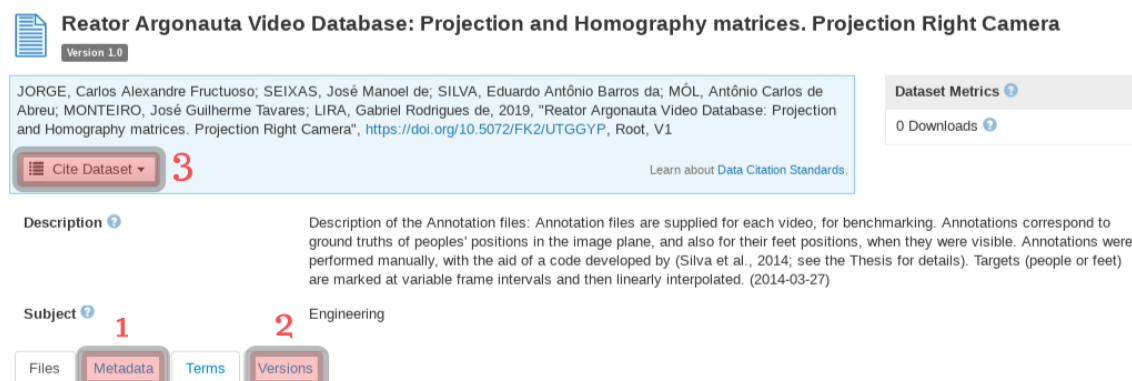 Reator Argonauta Video Database: Projection and Homography matrices. Projection Right Camera
Version 1.0
JORGE, Carlos Alexandre Fructuoso; SEIXAS, José Manoel de; SILVA, Eduardo Antônio Barros da; MÓL, Antônio Carlos de
Abreu; MONTEIRO, José Guilherme Tavares; LIRA, Gabriel Rodrigues de, 2019, "Reator Argonauta Video Database: Projection
and Homography matrices. Projection Right Camera", https://doi.org/10.5072/FK2/UTGGYP, Root, V1
Cite Dataset
3
Learn about Data Citation Standards.
Dataset Metrics ?
0 Downloads ?
Description ?
Description of the Annotation files: Annotation files are supplied for each video, for benchmarking. Annotations correspond to
ground truths of peoples' positions in the image plane, and also for their feet positions, when they were visible. Annotations were
performed manually, with the aid of a code developed by (Silva et al., 2014; see the Thesis for details). Targets (people or feet)
are marked at variable frame intervals and then linearly interpolated. (2014-03-27)
Subject ?
Engineering
1
2
Files
Metadata
Terms
Versions